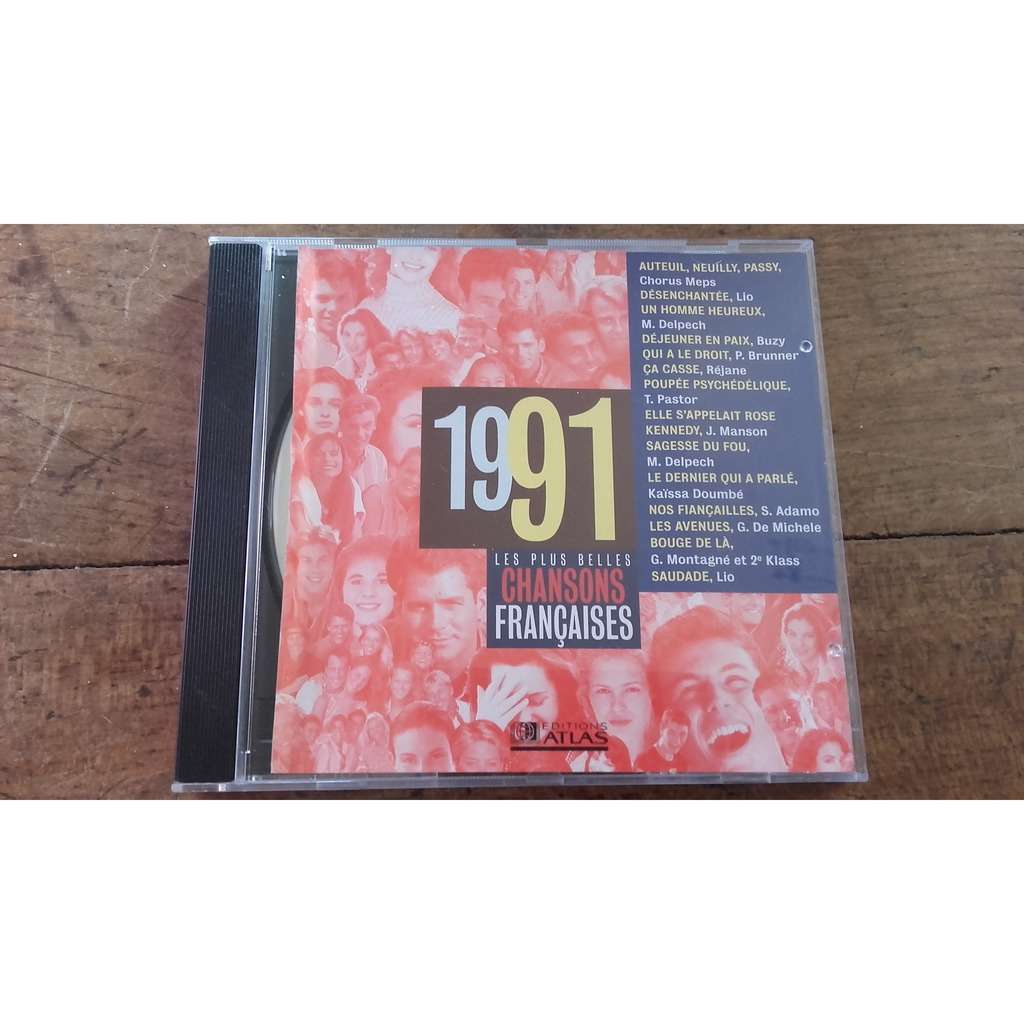 AUTEUIL, NEUILLY, PASSY,
Chorus Meps
DÉSENCHANTÉE, Lio
UN HOMME HEUREUX,
M. Delpech
DÉJEUNER EN PAIX, Buzy
QUI A LE DROIT, P. Brunner
ÇA CASSE, Réjane
POUPÉE PSYCHÉDÉLIQUE,
T. Pastor
ELLE S'APPELAIT ROSE
KENNEDY, J. Manson
SAGESSE DU FOU,
M. Delpech
LE DERNIER QUI A PARLÉ,
Kaïssa Doumbé
NOS FIANÇAILLES, S. Adamo
LES AVENUES, G. De Michele
BOUGE DE LÀ,
G. Montagné et 2e Klass
SAUDADE, Lio
1991
LES PLUS BELLES
CHANSONS
FRANÇAISES
EDITIONS
ATLAS